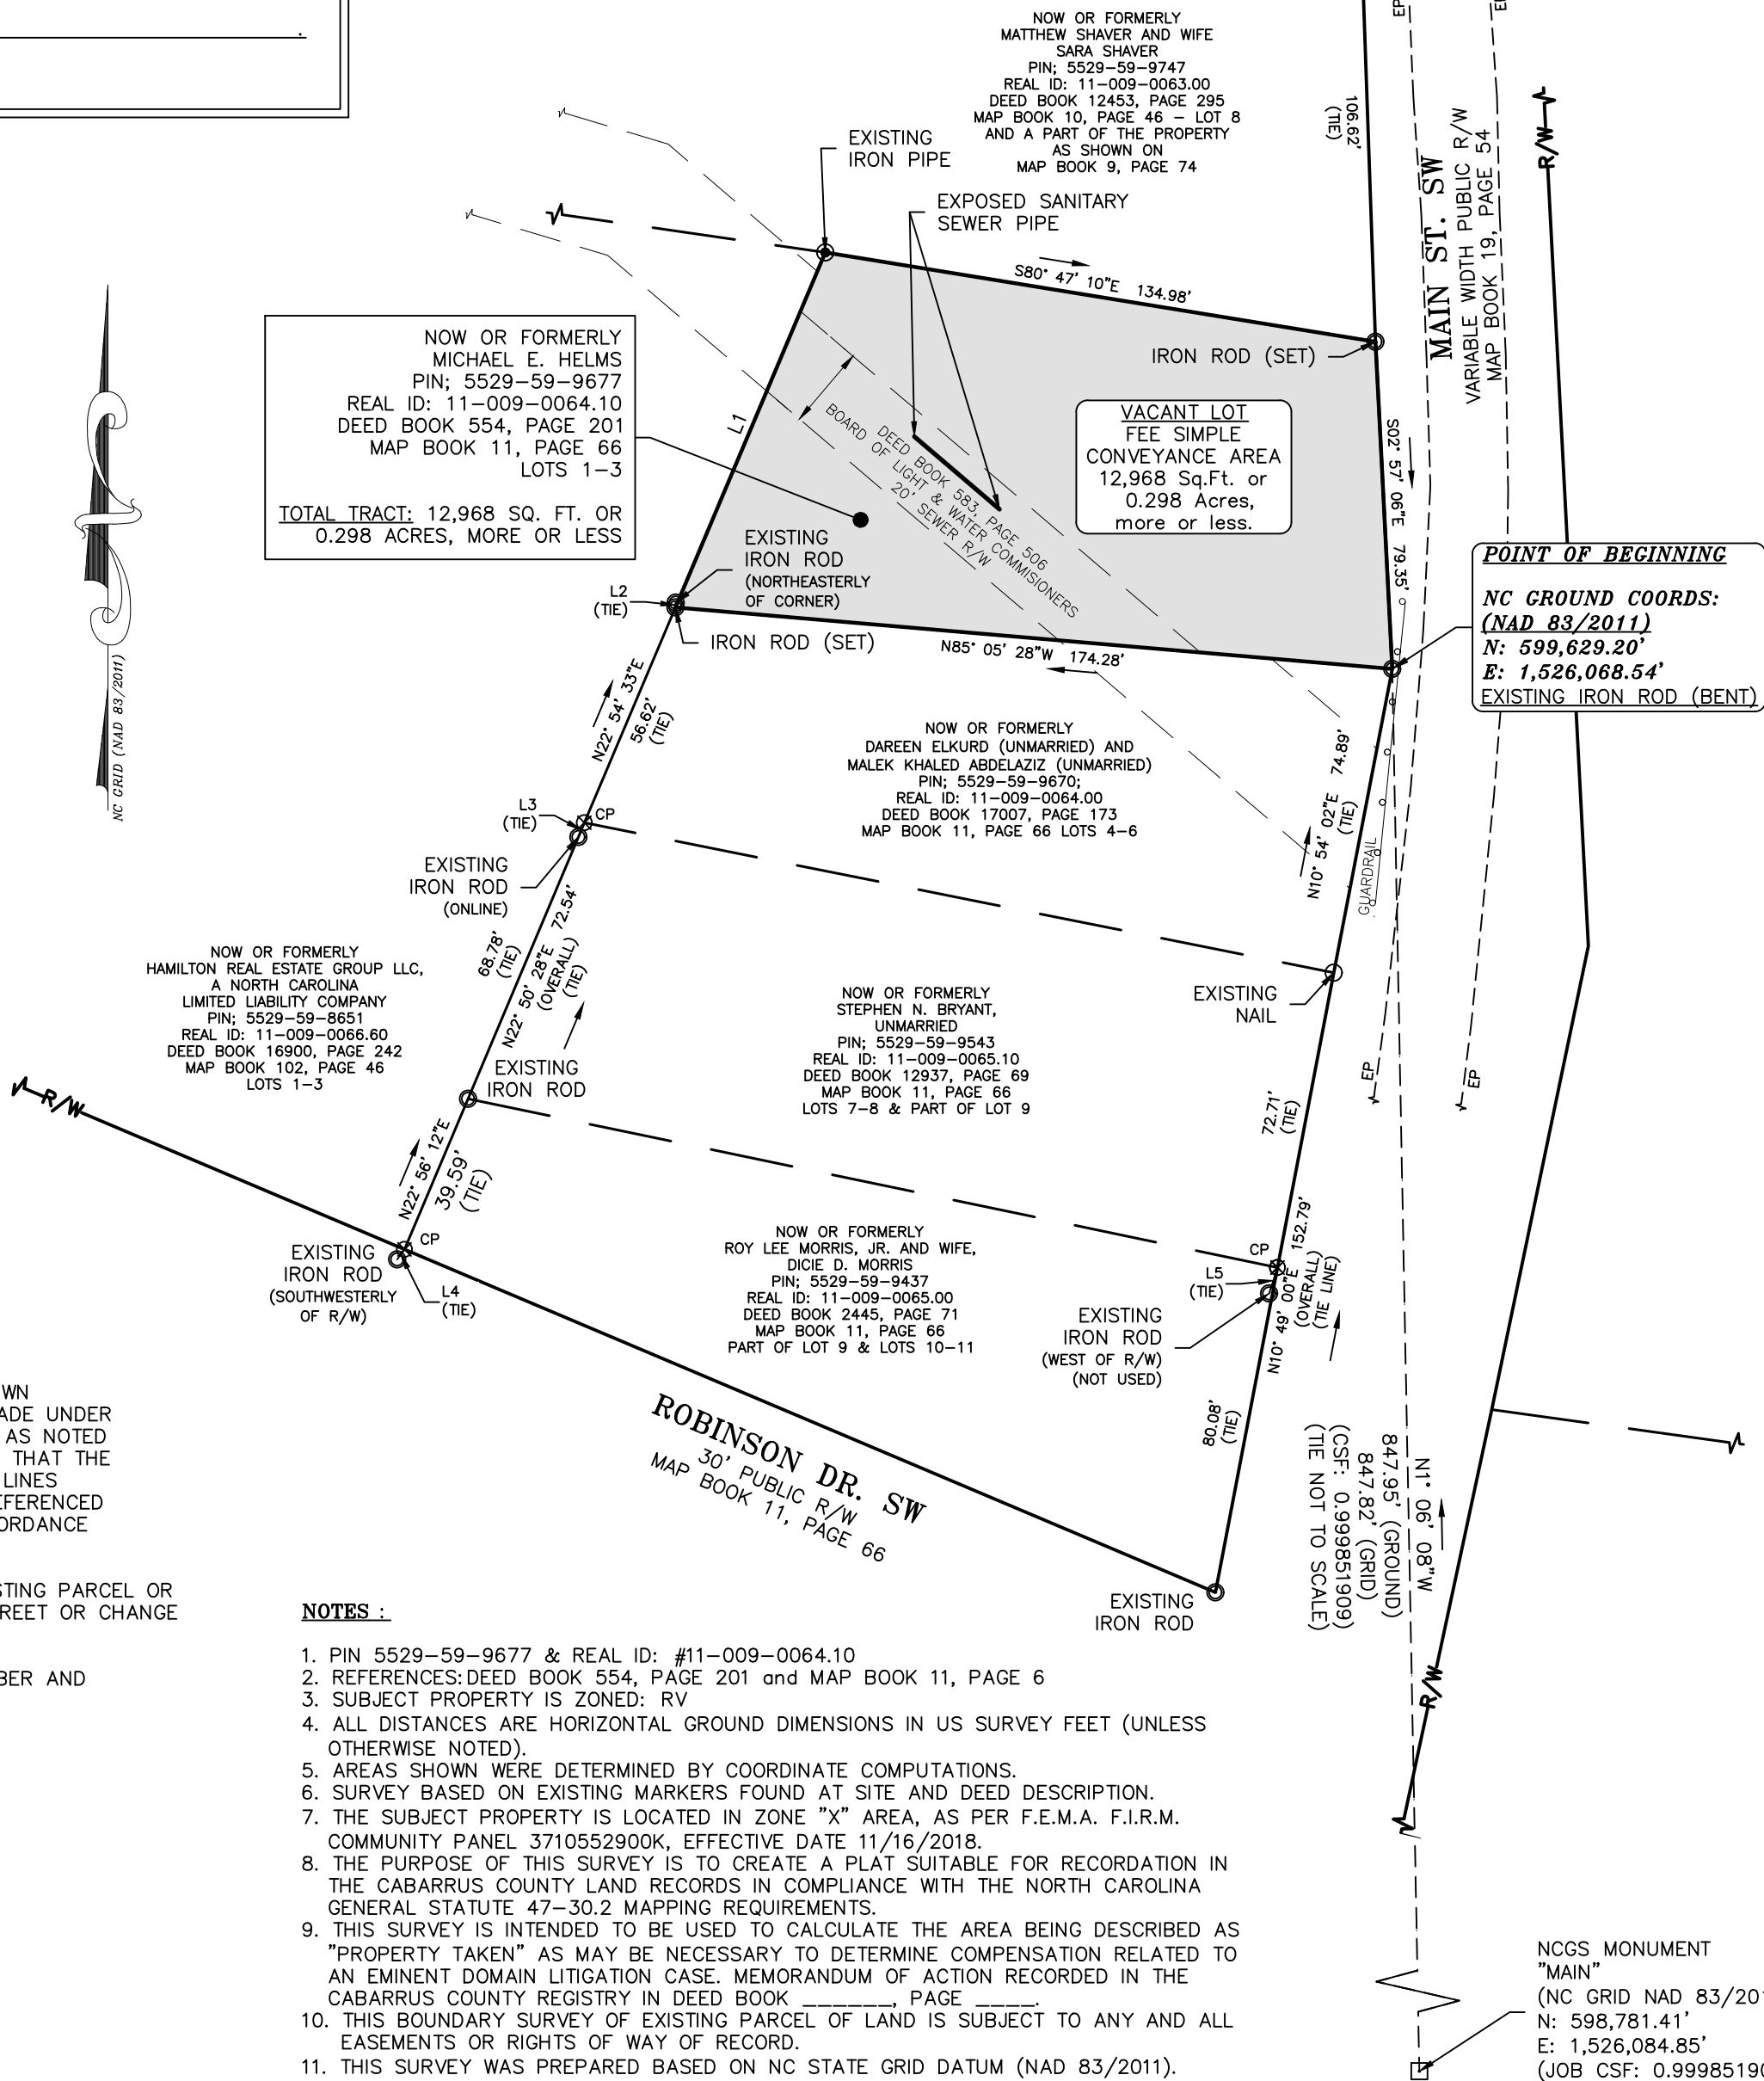 NOW OR FORMERLY
MATTHEW SHAVER AND WIFE
SARA SHAVER
PIN; 5529-59-9747
REAL ID: 11-009-0063.00
DEED BOOK 12453, PAGE 295
MAP BOOK 10, PAGE 46 - LOT 8
AND A PART OF THE PROPERTY
AS SHOWN ON
MAP BOOK 9, PAGE 74
EP
106.62'
(TIE)
MAIN ST. SW
VARIABLE WIDTH PUBLIC R/W
MAP BOOK 19, PAGE 54
R/W
EXISTING
IRON PIPE
EXPOSED SANITARY
SEWER PIPE
S80° 47' 10"E 134.98'
IRON ROD (SET)
NOW OR FORMERLY
MICHAEL E. HELMS
PIN; 5529-59-9677
REAL ID: 11-009-0064.10
DEED BOOK 554, PAGE 201
MAP BOOK 11, PAGE 66
LOTS 1-3
TOTAL TRACT: 12,968 SQ. FT. OR
0.298 ACRES, MORE OR LESS
L1
DEED BOOK 583, PAGE 506
BOARD OF LIGHT & WATER COMMISIONERS
20' SEWER R/W
VACANT LOT
FEE SIMPLE
CONVEYANCE AREA
12,968 Sq.Ft. or
0.298 Acres,
more or less.
S02° 57' 06"E 79.35'
POINT OF BEGINNING
NC GROUND COORDS:
(NAD 83/2011)
N: 599,629.20'
E: 1,526,068.54'
EXISTING IRON ROD (BENT)
EXISTING
IRON ROD
(NORTHEASTERLY
OF CORNER)
L2
(TIE)
IRON ROD (SET)
N85° 05' 28"W 174.28'
NC GRID (NAD 83/2011)
N22° 54' 33"E
56.62'
(TIE)
NOW OR FORMERLY
DAREEN ELKURD (UNMARRIED) AND
MALEK KHALED ABDELAZIZ (UNMARRIED)
PIN; 5529-59-9670;
REAL ID: 11-009-0064.00
DEED BOOK 17007, PAGE 173
MAP BOOK 11, PAGE 66 LOTS 4-6
N10° 54' 02"E 74.89'
(TIE)
GUARDRAIL
L3
(TIE)
CP
EXISTING
IRON ROD
(ONLINE)
68.78'
(TIE)
N22° 50' 28"E 72.54'
(OVERALL)
(TIE)
NOW OR FORMERLY
HAMILTON REAL ESTATE GROUP LLC,
A NORTH CAROLINA
LIMITED LIABILITY COMPANY
PIN; 5529-59-8651
REAL ID: 11-009-0066.60
DEED BOOK 16900, PAGE 242
MAP BOOK 102, PAGE 46
LOTS 1-3
EXISTING
IRON ROD
NOW OR FORMERLY
STEPHEN N. BRYANT,
UNMARRIED
PIN; 5529-59-9543
REAL ID: 11-009-0065.10
DEED BOOK 12937, PAGE 69
MAP BOOK 11, PAGE 66
LOTS 7-8 & PART OF LOT 9
EXISTING
NAIL
EP
EP
72.71'
(TIE)
R/W
N22° 56' 12"E
39.59'
(TIE)
CP
EXISTING
IRON ROD
(SOUTHWESTERLY
OF R/W)
L4
(TIE)
NOW OR FORMERLY
ROY LEE MORRIS, JR. AND WIFE,
DICIE D. MORRIS
PIN; 5529-59-9437
REAL ID: 11-009-0065.00
DEED BOOK 2445, PAGE 71
MAP BOOK 11, PAGE 66
PART OF LOT 9 & LOTS 10-11
CP
L5
(TIE)
EXISTING
IRON ROD
(WEST OF R/W)
(NOT USED)
N10° 49' 00"E 152.79'
(OVERALL)
(TIE LINE)
80.08'
(TIE)
ROBINSON DR. SW
30' PUBLIC R/W
MAP BOOK 11, PAGE 66
N1° 06' 08"W
847.95' (GROUND)
847.82' (GRID)
(CSF: 0.999851909)
(TIE NOT TO SCALE)
EXISTING
IRON ROD
R/W
WN
ADE UNDER
AS NOTED
THAT THE
LINES
EFERENCED
ORDANCE
STING PARCEL OR
REET OR CHANGE
BER AND
NOTES :
1. PIN 5529-59-9677 & REAL ID: #11-009-0064.10
2. REFERENCES: DEED BOOK 554, PAGE 201 and MAP BOOK 11, PAGE 6
3. SUBJECT PROPERTY IS ZONED: RV
4. ALL DISTANCES ARE HORIZONTAL GROUND DIMENSIONS IN US SURVEY FEET (UNLESS
OTHERWISE NOTED).
5. AREAS SHOWN WERE DETERMINED BY COORDINATE COMPUTATIONS.
6. SURVEY BASED ON EXISTING MARKERS FOUND AT SITE AND DEED DESCRIPTION.
7. THE SUBJECT PROPERTY IS LOCATED IN ZONE "X" AREA, AS PER F.E.M.A. F.I.R.M.
COMMUNITY PANEL 3710552900K, EFFECTIVE DATE 11/16/2018.
8. THE PURPOSE OF THIS SURVEY IS TO CREATE A PLAT SUITABLE FOR RECORDATION IN
THE CABARRUS COUNTY LAND RECORDS IN COMPLIANCE WITH THE NORTH CAROLINA
GENERAL STATUTE 47-30.2 MAPPING REQUIREMENTS.
9. THIS SURVEY IS INTENDED TO BE USED TO CALCULATE THE AREA BEING DESCRIBED AS
"PROPERTY TAKEN" AS MAY BE NECESSARY TO DETERMINE COMPENSATION RELATED TO
AN EMINENT DOMAIN LITIGATION CASE. MEMORANDUM OF ACTION RECORDED IN THE
CABARRUS COUNTY REGISTRY IN DEED BOOK ______, PAGE ____.
10. THIS BOUNDARY SURVEY OF EXISTING PARCEL OF LAND IS SUBJECT TO ANY AND ALL
EASEMENTS OR RIGHTS OF WAY OF RECORD.
11. THIS SURVEY WAS PREPARED BASED ON NC STATE GRID DATUM (NAD 83/2011).
NCGS MONUMENT
"MAIN"
(NC GRID NAD 83/201
N: 598,781.41'
E: 1,526,084.85'
(JOB CSF: 0.99985190